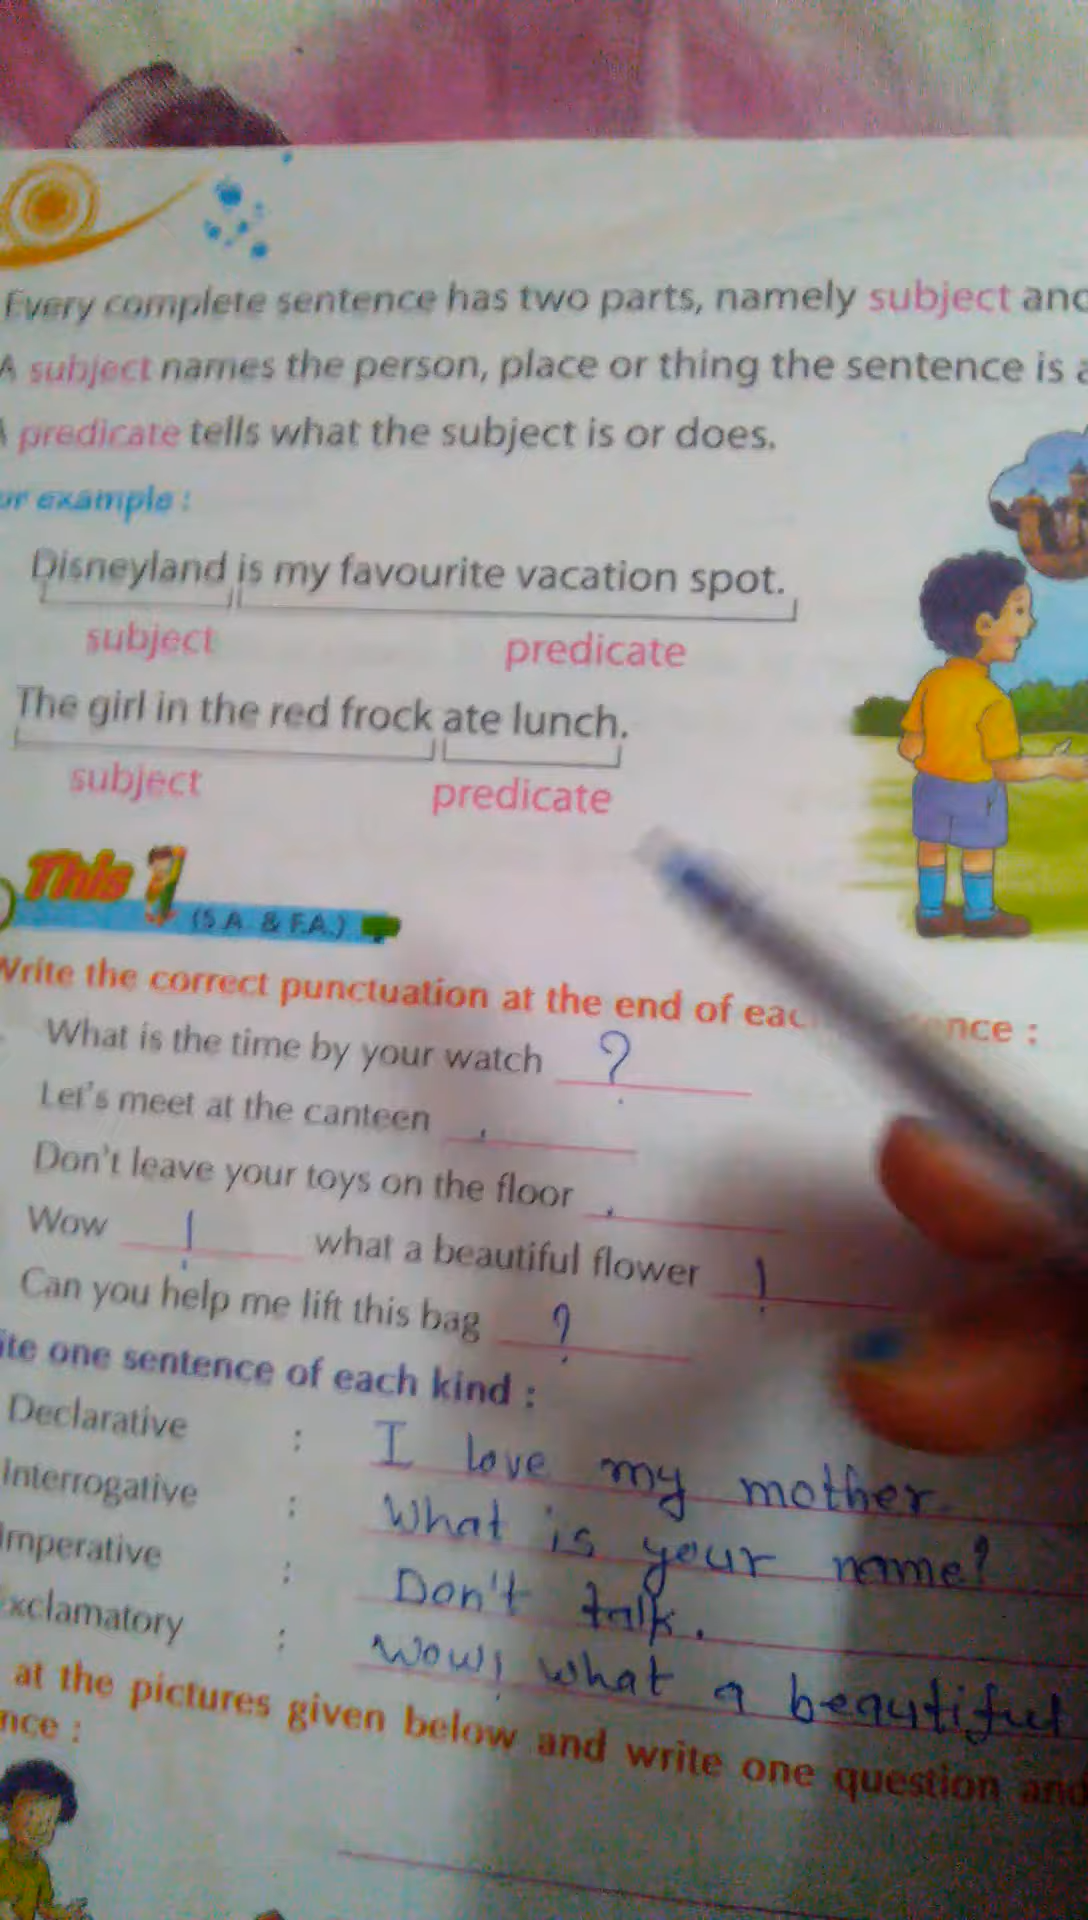 Every complete sentence has two parts, namely subject and
A subject names the person, place or thing the sentence is
A predicate tells what the subject is or does.
or example :
Disneyland is my favourite vacation spot.
subject predicate
The girl in the red frock ate lunch.
subject predicate
This
(S.A. & F.A.)
Write the correct punctuation at the end of each :
What is the time by your watch ?
Let's meet at the canteen .
Don't leave your toys on the floor .
Wow ! what a beautiful flower !
Can you help me lift this bag ?
ite one sentence of each kind :
Declarative : I love my mother.
Interrogative : What is your name?
Imperative : Don't talk.
xclamatory : Wow! what a beautiful
at the pictures given below and write one question and
nce :